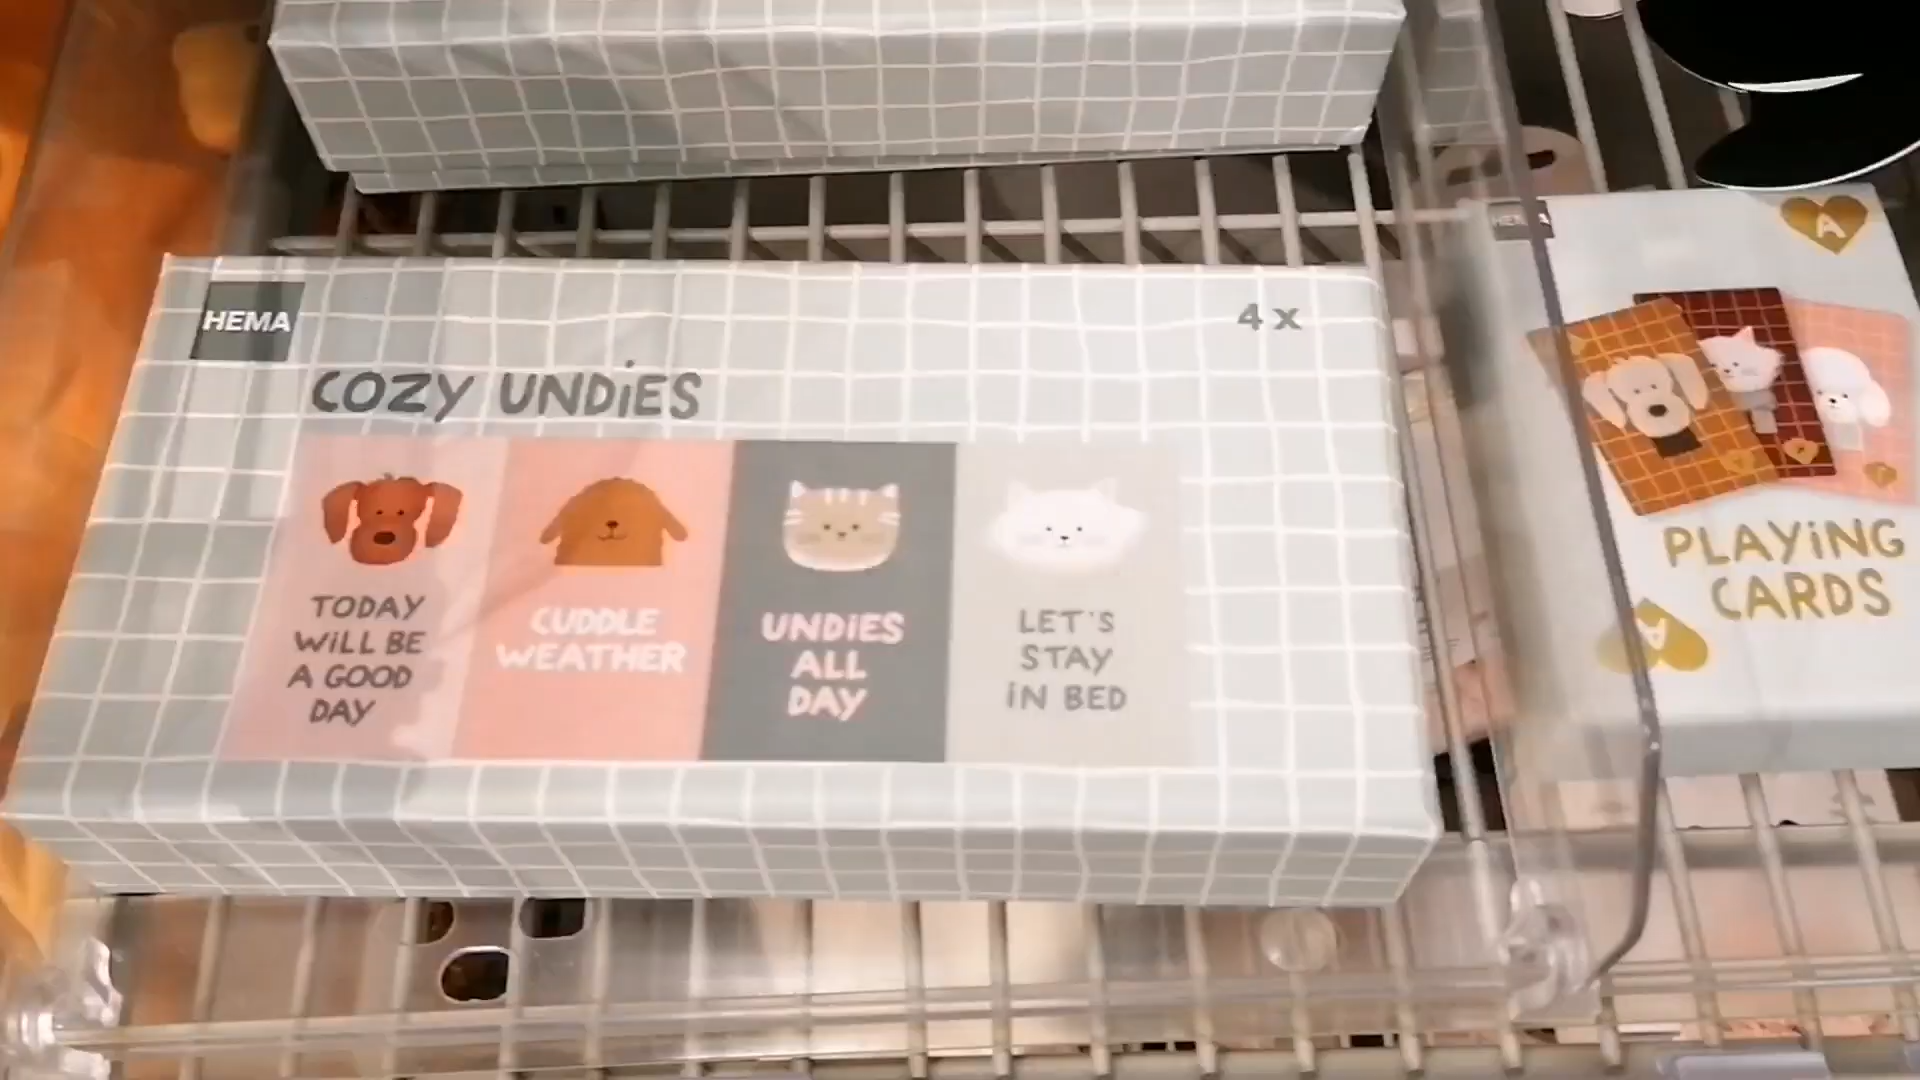 HEMA
4 x
COZY UNDiES
TODAY
WiLL BE
A GOOD
DAY
CUDDLE
WEATHER
UNDiES
ALL
DAY
LET'S
STAY
iN BED
HEMA
A
PLAYiNG
CARDS
A